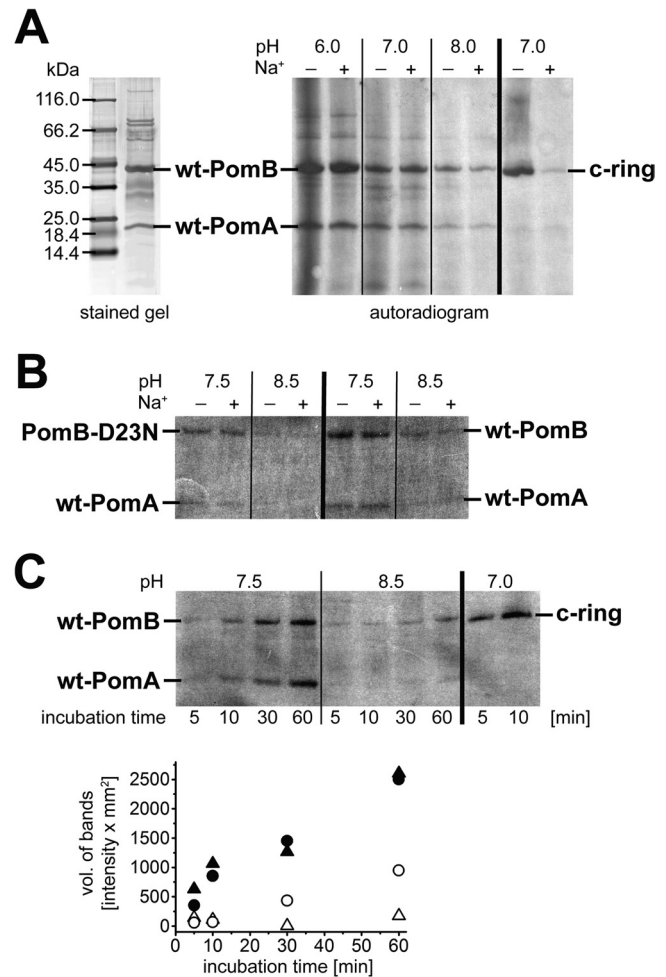 A
pH 6.0 7.0 8.0 7.0
kDa Na⁺ – + – + – + – +
116.0
66.2
45.0 wt-PomB c-ring
35.0
25.0 wt-PomA
18.4
14.4
stained gel autoradiogram
B
pH 7.5 8.5 7.5 8.5
Na⁺ – + – + – + – +
PomB-D23N wt-PomB
wt-PomA wt-PomA
C
pH 7.5 8.5 7.0
wt-PomB c-ring
wt-PomA
incubation time 5 10 30 60 5 10 30 60 5 10 [min]
vol. of bands
[intensity x mm²]
2500
2000
1500
1000
500
0
0 10 20 30 40 50 60
incubation time [min]